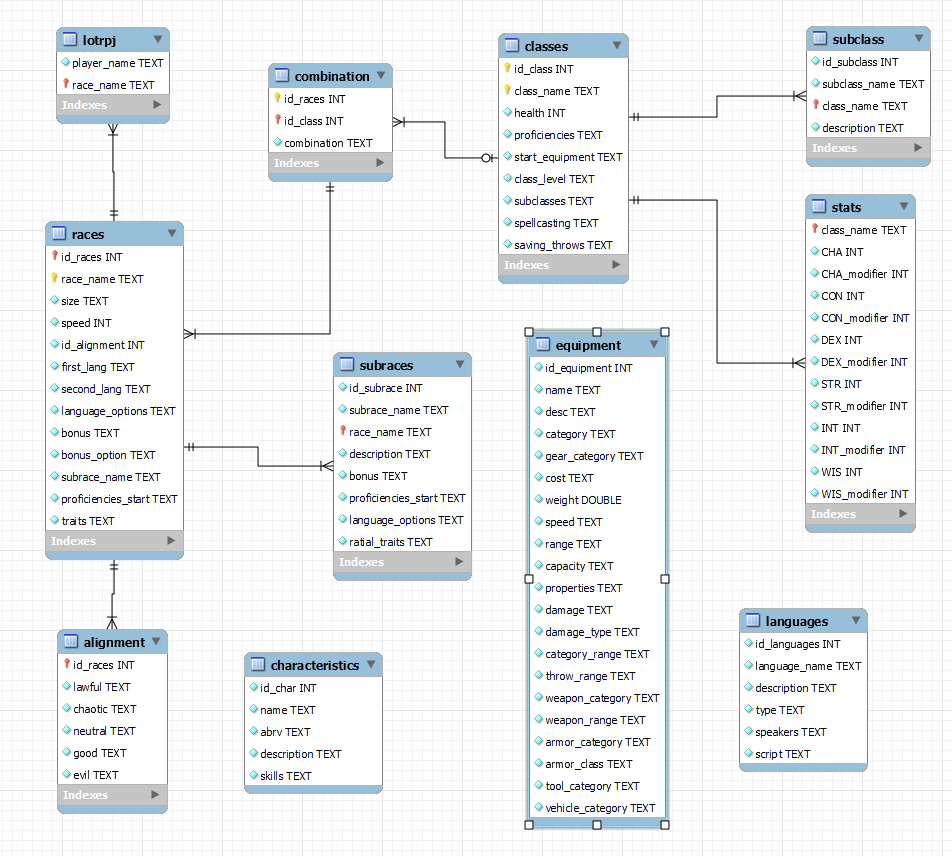 lotrpj
player_name TEXT
race_name TEXT
Indexes
combination
id_races INT
id_class INT
combination TEXT
Indexes
classes
id_class INT
class_name TEXT
health INT
proficiencies TEXT
start_equipment TEXT
class_level TEXT
subclasses TEXT
spellcasting TEXT
saving_throws TEXT
Indexes
subclass
id_subclass INT
subclass_name TEXT
class_name TEXT
description TEXT
Indexes
races
id_races INT
race_name TEXT
size TEXT
speed INT
id_alignment INT
first_lang TEXT
second_lang TEXT
language_options TEXT
bonus TEXT
bonus_option TEXT
subrace_name TEXT
proficiencies_start TEXT
traits TEXT
Indexes
subraces
id_subrace INT
subrace_name TEXT
race_name TEXT
description TEXT
bonus TEXT
proficiencies_start TEXT
language_options TEXT
ratial_traits TEXT
Indexes
stats
class_name TEXT
CHA INT
CHA_modifier INT
CON INT
CON_modifier INT
DEX INT
DEX_modifier INT
STR INT
STR_modifier INT
INT INT
INT_modifier INT
WIS INT
WIS_modifier INT
Indexes
equipment
id_equipment INT
name TEXT
desc TEXT
category TEXT
gear_category TEXT
cost TEXT
weight DOUBLE
speed TEXT
range TEXT
capacity TEXT
properties TEXT
damage TEXT
damage_type TEXT
category_range TEXT
throw_range TEXT
weapon_category TEXT
weapon_range TEXT
armor_category TEXT
armor_class TEXT
tool_category TEXT
vehicle_category TEXT
alignment
id_races INT
lawful TEXT
chaotic TEXT
neutral TEXT
good TEXT
evil TEXT
Indexes
characteristics
id_char INT
name TEXT
abrv TEXT
description TEXT
skills TEXT
languages
id_languages INT
language_name TEXT
description TEXT
type TEXT
speakers TEXT
script TEXT